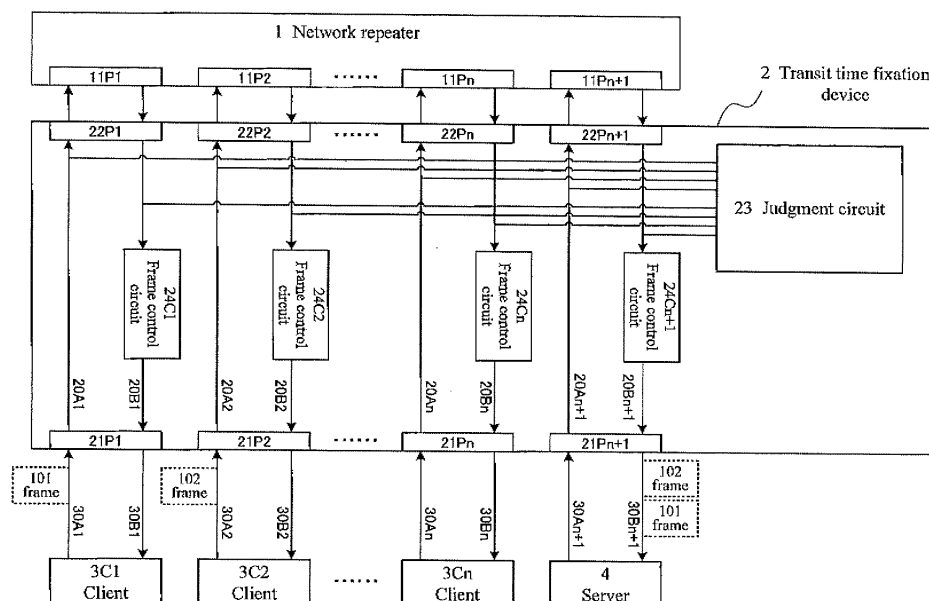 1 Network repeater
11P1
11P2
......
11Pn
11Pn+1
2 Transit time fixation
device
22P1
22P2
......
22Pn
22Pn+1
23 Judgment circuit
24C1
Frame control
circuit
24C2
Frame control
circuit
24Cn
Frame control
circuit
24Cn+1
Frame control
circuit
20A1
20B1
20A2
20B2
20An
20Bn
20An+1
20Bn+1
21P1
21P2
......
21Pn
21Pn+1
101
frame
102
frame
102
frame
101
frame
30A1
30B1
30A2
30B2
30An
30Bn
30An+1
30Bn+1
3C1
Client
3C2
Client
......
3Cn
Client
4
Server